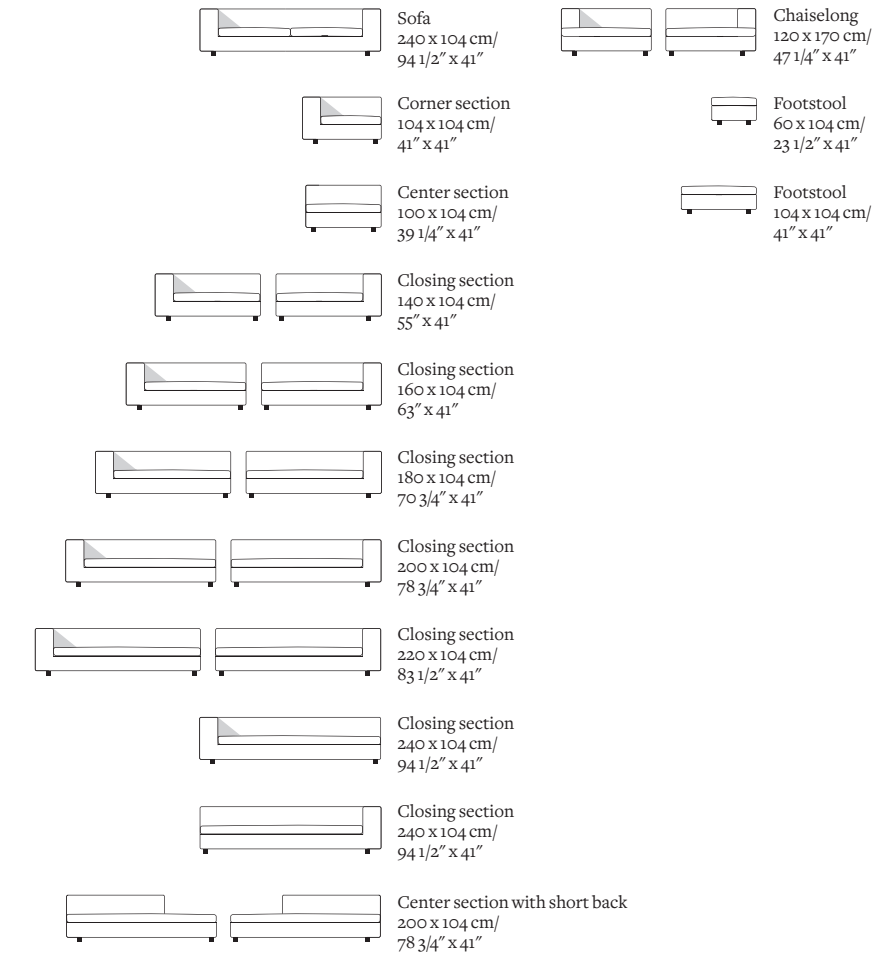 Sofa
240 x 104 cm/
94 1/2″ x 41″
Corner section
104 x 104 cm/
41″ x 41″
Center section
100 x 104 cm/
39 1/4″ x 41″
Closing section
140 x 104 cm/
55″ x 41″
Closing section
160 x 104 cm/
63″ x 41″
Closing section
180 x 104 cm/
70 3/4″ x 41″
Closing section
200 x 104 cm/
78 3/4″ x 41″
Closing section
220 x 104 cm/
83 1/2″ x 41″
Closing section
240 x 104 cm/
94 1/2″ x 41″
Closing section
240 x 104 cm/
94 1/2″ x 41″
Center section with short back
200 x 104 cm/
78 3/4″ x 41″
Chaiselong
120 x 170 cm/
47 1/4″ x 41″
Footstool
60 x 104 cm/
23 1/2″ x 41″
Footstool
104 x 104 cm/
41″ x 41″